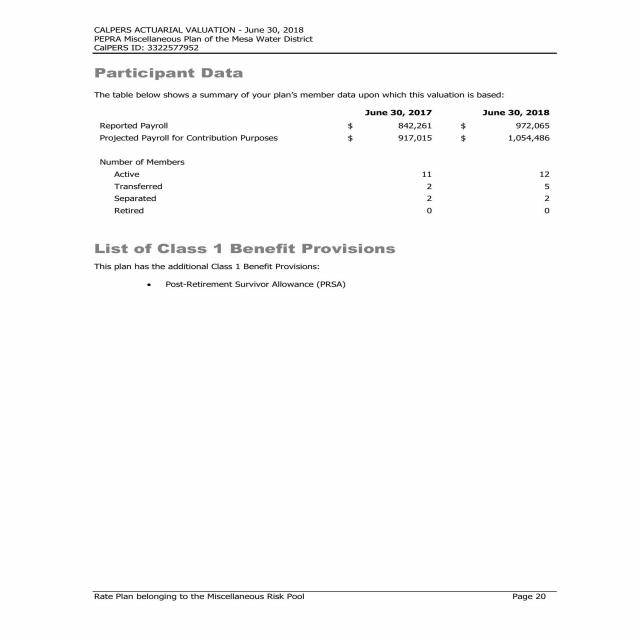 CALPERS ACTUARIAL VALUATION - June 30, 2018
PEPRA Miscellaneous Plan of the Mesa Water District
CalPERS ID: 3322577952
Participant Data
The table below shows a summary of your plan's member data upon which this valuation is based:
June 30, 2017 June 30, 2018
Reported Payroll $ 842,261 $ 972,065
Projected Payroll for Contribution Purposes $ 917,015 $ 1,054,486
Number of Members
Active 11 12
Transferred 2 5
Separated 2 2
Retired 0 0
List of Class 1 Benefit Provisions
This plan has the additional Class 1 Benefit Provisions:
• Post-Retirement Survivor Allowance (PRSA)
Rate Plan belonging to the Miscellaneous Risk Pool Page 20